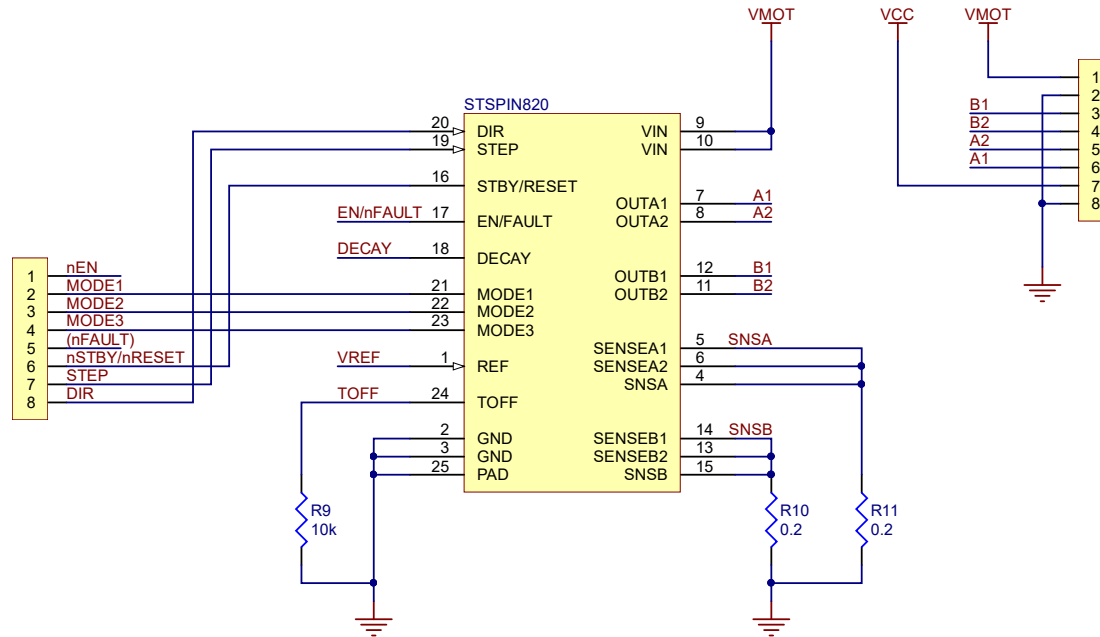 VMOT VCC VMOT
STSPIN820
20 DIR VIN 9
19 STEP VIN 10
16 STBY/RESET
OUTA1 7 A1
EN/nFAULT 17 EN/FAULT OUTA2 8 A2
DECAY 18 DECAY
OUTB1 12 B1
21 MODE1 OUTB2 11 B2
22 MODE2
23 MODE3
SENSEA1 5 SNSA
VREF 1 REF SENSEA2 6
SNSA 4
TOFF 24 TOFF
2 GND SENSEB1 14 SNSB
3 GND SENSEB2 13
25 PAD SNSB 15
1 nEN
2 MODE1
3 MODE2
4 MODE3
5 (nFAULT)
6 nSTBY/nRESET
7 STEP
8 DIR
1
2
B1 3
B2 4
A2 5
A1 6
7
8
R9
10k
R10
0.2
R11
0.2